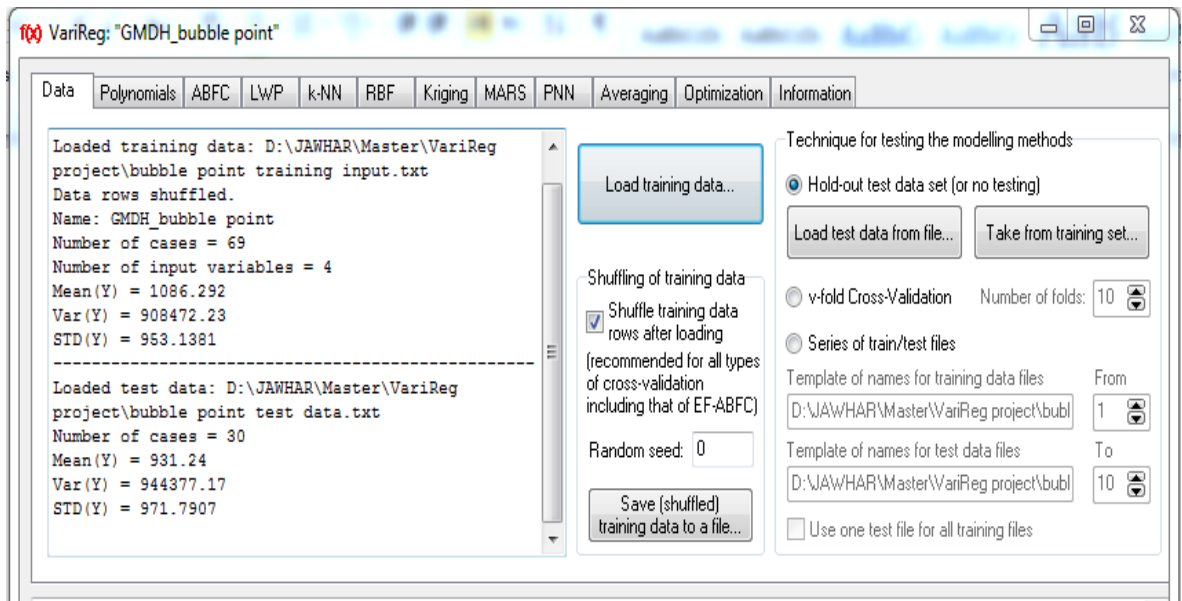 f(x) VariReg: "GMDH_bubble point"
Data Polynomials ABFC LWP k-NN RBF Kriging MARS PNN Averaging Optimization Information
Loaded training data: D:\JAWHAR\Master\VariReg
project\bubble point training input.txt
Data rows shuffled.
Name: GMDH_bubble point
Number of cases = 69
Number of input variables = 4
Mean(Y) = 1086.292
Var(Y) = 908472.23
STD(Y) = 953.1381
------------------------------------------------
Loaded test data: D:\JAWHAR\Master\VariReg
project\bubble point test data.txt
Number of cases = 30
Mean(Y) = 931.24
Var(Y) = 944377.17
STD(Y) = 971.7907
Load training data...
Shuffling of training data
Shuffle training data
rows after loading
(recommended for all types
of cross-validation
including that of EF-ABFC)
Random seed: 0
Save (shuffled)
training data to a file...
Technique for testing the modelling methods
Hold-out test data set (or no testing)
Load test data from file... Take from training set...
v-fold Cross-Validation Number of folds: 10
Series of train/test files
Template of names for training data files From
D:\JAWHAR\Master\VariReg project\bubl 1
Template of names for test data files To
D:\JAWHAR\Master\VariReg project\bubl 10
Use one test file for all training files